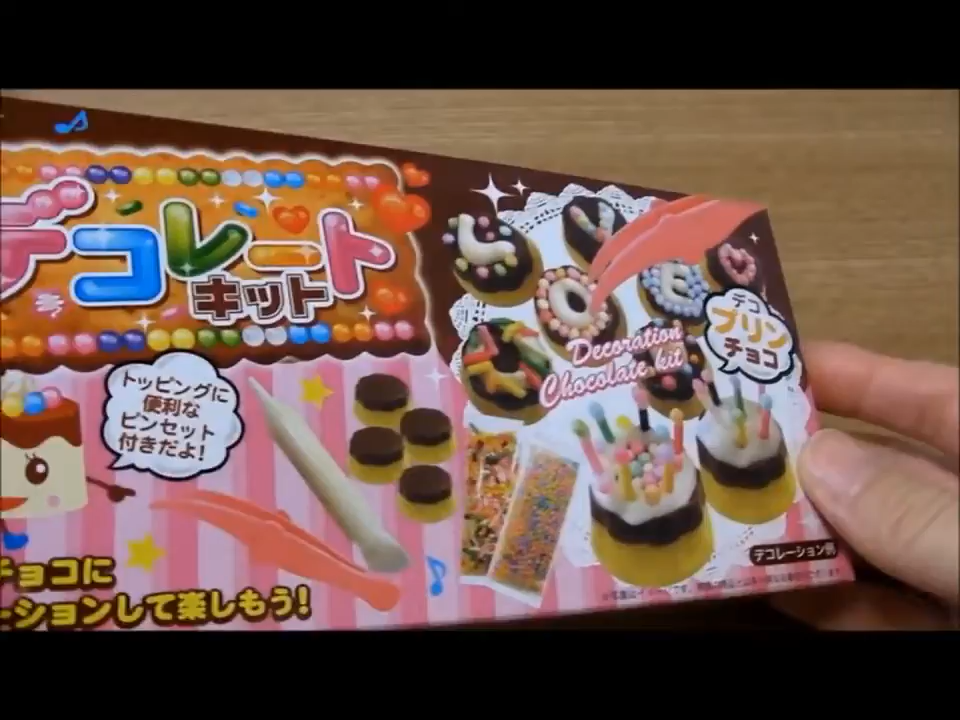 デコレート
キット
トッピングに
便利な
ピンセット
付きだよ!
Decoration
Chocolate kit
デコ
プリン
チョコ
チョコに
ーションして楽しもう!
デコレーション例